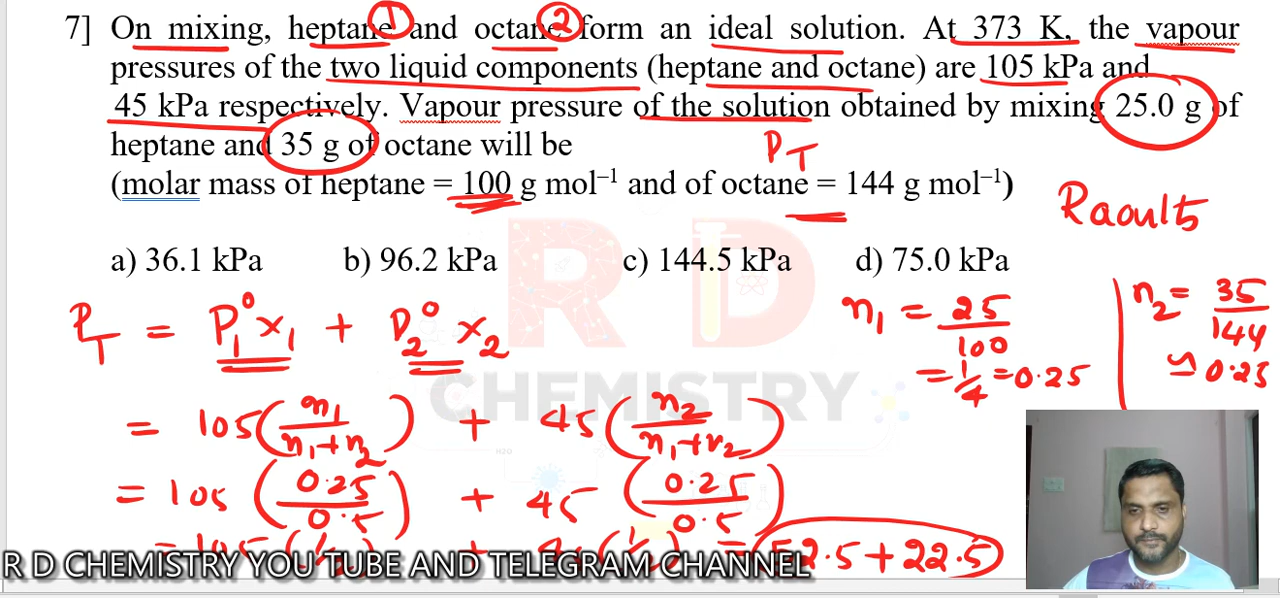 7] On mixing, heptane and octane form an ideal solution. At 373 K, the vapour
① ②
pressures of the two liquid components (heptane and octane) are 105 kPa and
45 kPa respectively. Vapour pressure of the solution obtained by mixing 25.0 g of
heptane and 35 g of octane will be
P_T
(molar mass of heptane = 100 g mol⁻¹ and of octane = 144 g mol⁻¹)
Raoults
a) 36.1 kPa b) 96.2 kPa c) 144.5 kPa d) 75.0 kPa
R D
CHEMISTRY
H2O
P_T = P₁⁰ x₁ + P₂⁰ x₂
n₁ = 25/100
= 1/4 = 0.25
n₂ = 35/144
≃ 0.25
= 105 (n₁/(n₁+n₂)) + 45 (n₂/(n₁+n₂))
= 105 (0.25/0.5) + 45 (0.25/0.5)
= 52.5 + 22.5
R D CHEMISTRY YOU TUBE AND TELEGRAM CHANNEL